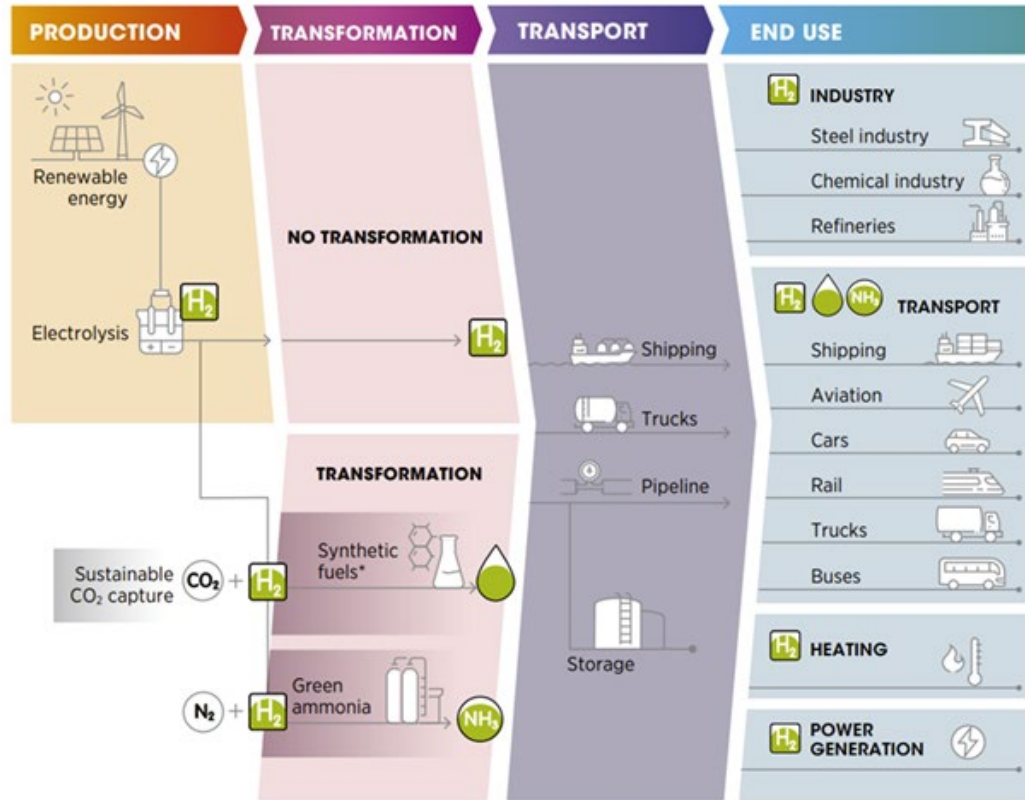 PRODUCTION
TRANSFORMATION
TRANSPORT
END USE
Renewable
energy
Electrolysis
H₂
NO TRANSFORMATION
H₂
TRANSFORMATION
Sustainable
CO₂ capture
CO₂ + H₂
Synthetic
fuels*
N₂ + H₂
Green
ammonia
NH₃
Shipping
Trucks
Pipeline
Storage
H₂ INDUSTRY
Steel industry
Chemical industry
Refineries
H₂ NH₃ TRANSPORT
Shipping
Aviation
Cars
Rail
Trucks
Buses
H₂ HEATING
H₂ POWER
GENERATION